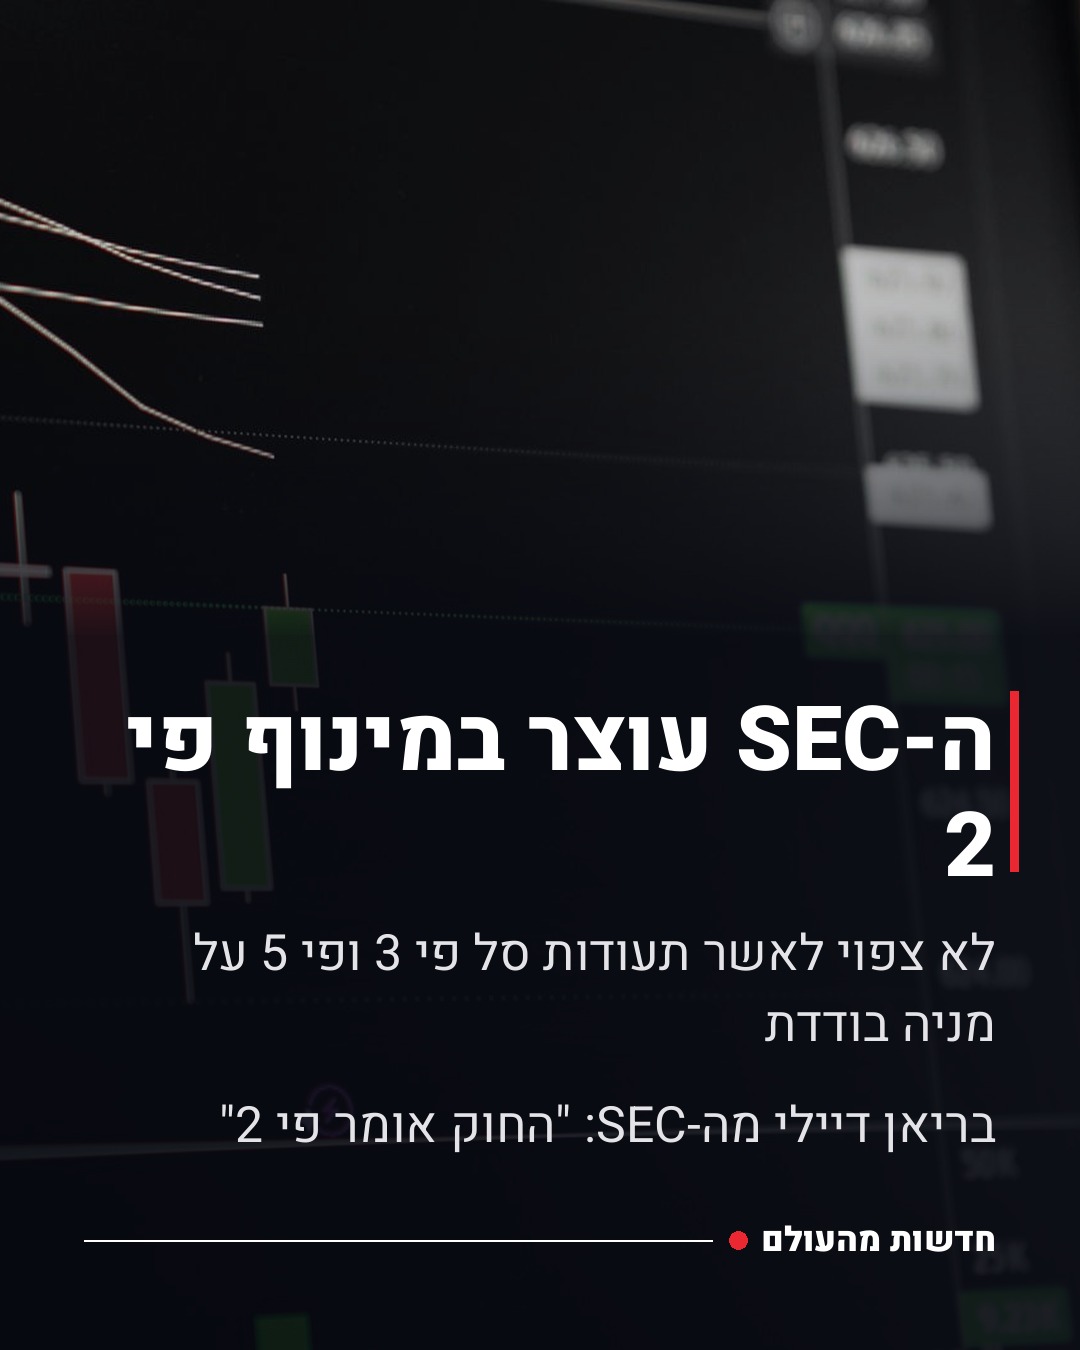 ה-SEC עוצר במינוף פי
2
לא צפוי לאשר תעודות סל פי 3 ופי 5 על
מניה בודדת
בריאן דיילי מה-SEC: "החוק אומר פי 2"
חדשות מהעולם